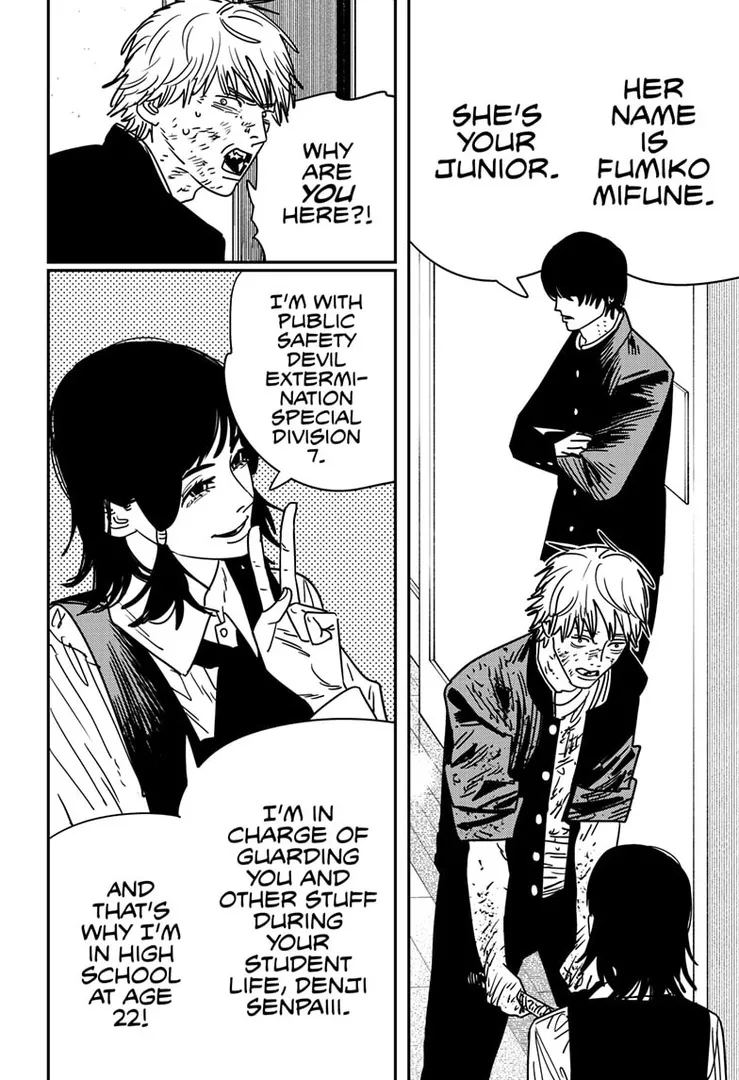 HER
NAME
IS
FUMIKO
MIFUNE.
SHE'S
YOUR
JUNIOR.
WHY
ARE
YOU
HERE?!
I'M WITH
PUBLIC
SAFETY
DEVIL
EXTERMI-
NATION
SPECIAL
DIVISION
7.
I'M IN
CHARGE OF
GUARDING
YOU AND
OTHER STUFF
DURING
YOUR
STUDENT
LIFE, DENJI
SENPAIII.
AND
THAT'S
WHY I'M
IN HIGH
SCHOOL
AT AGE
22!